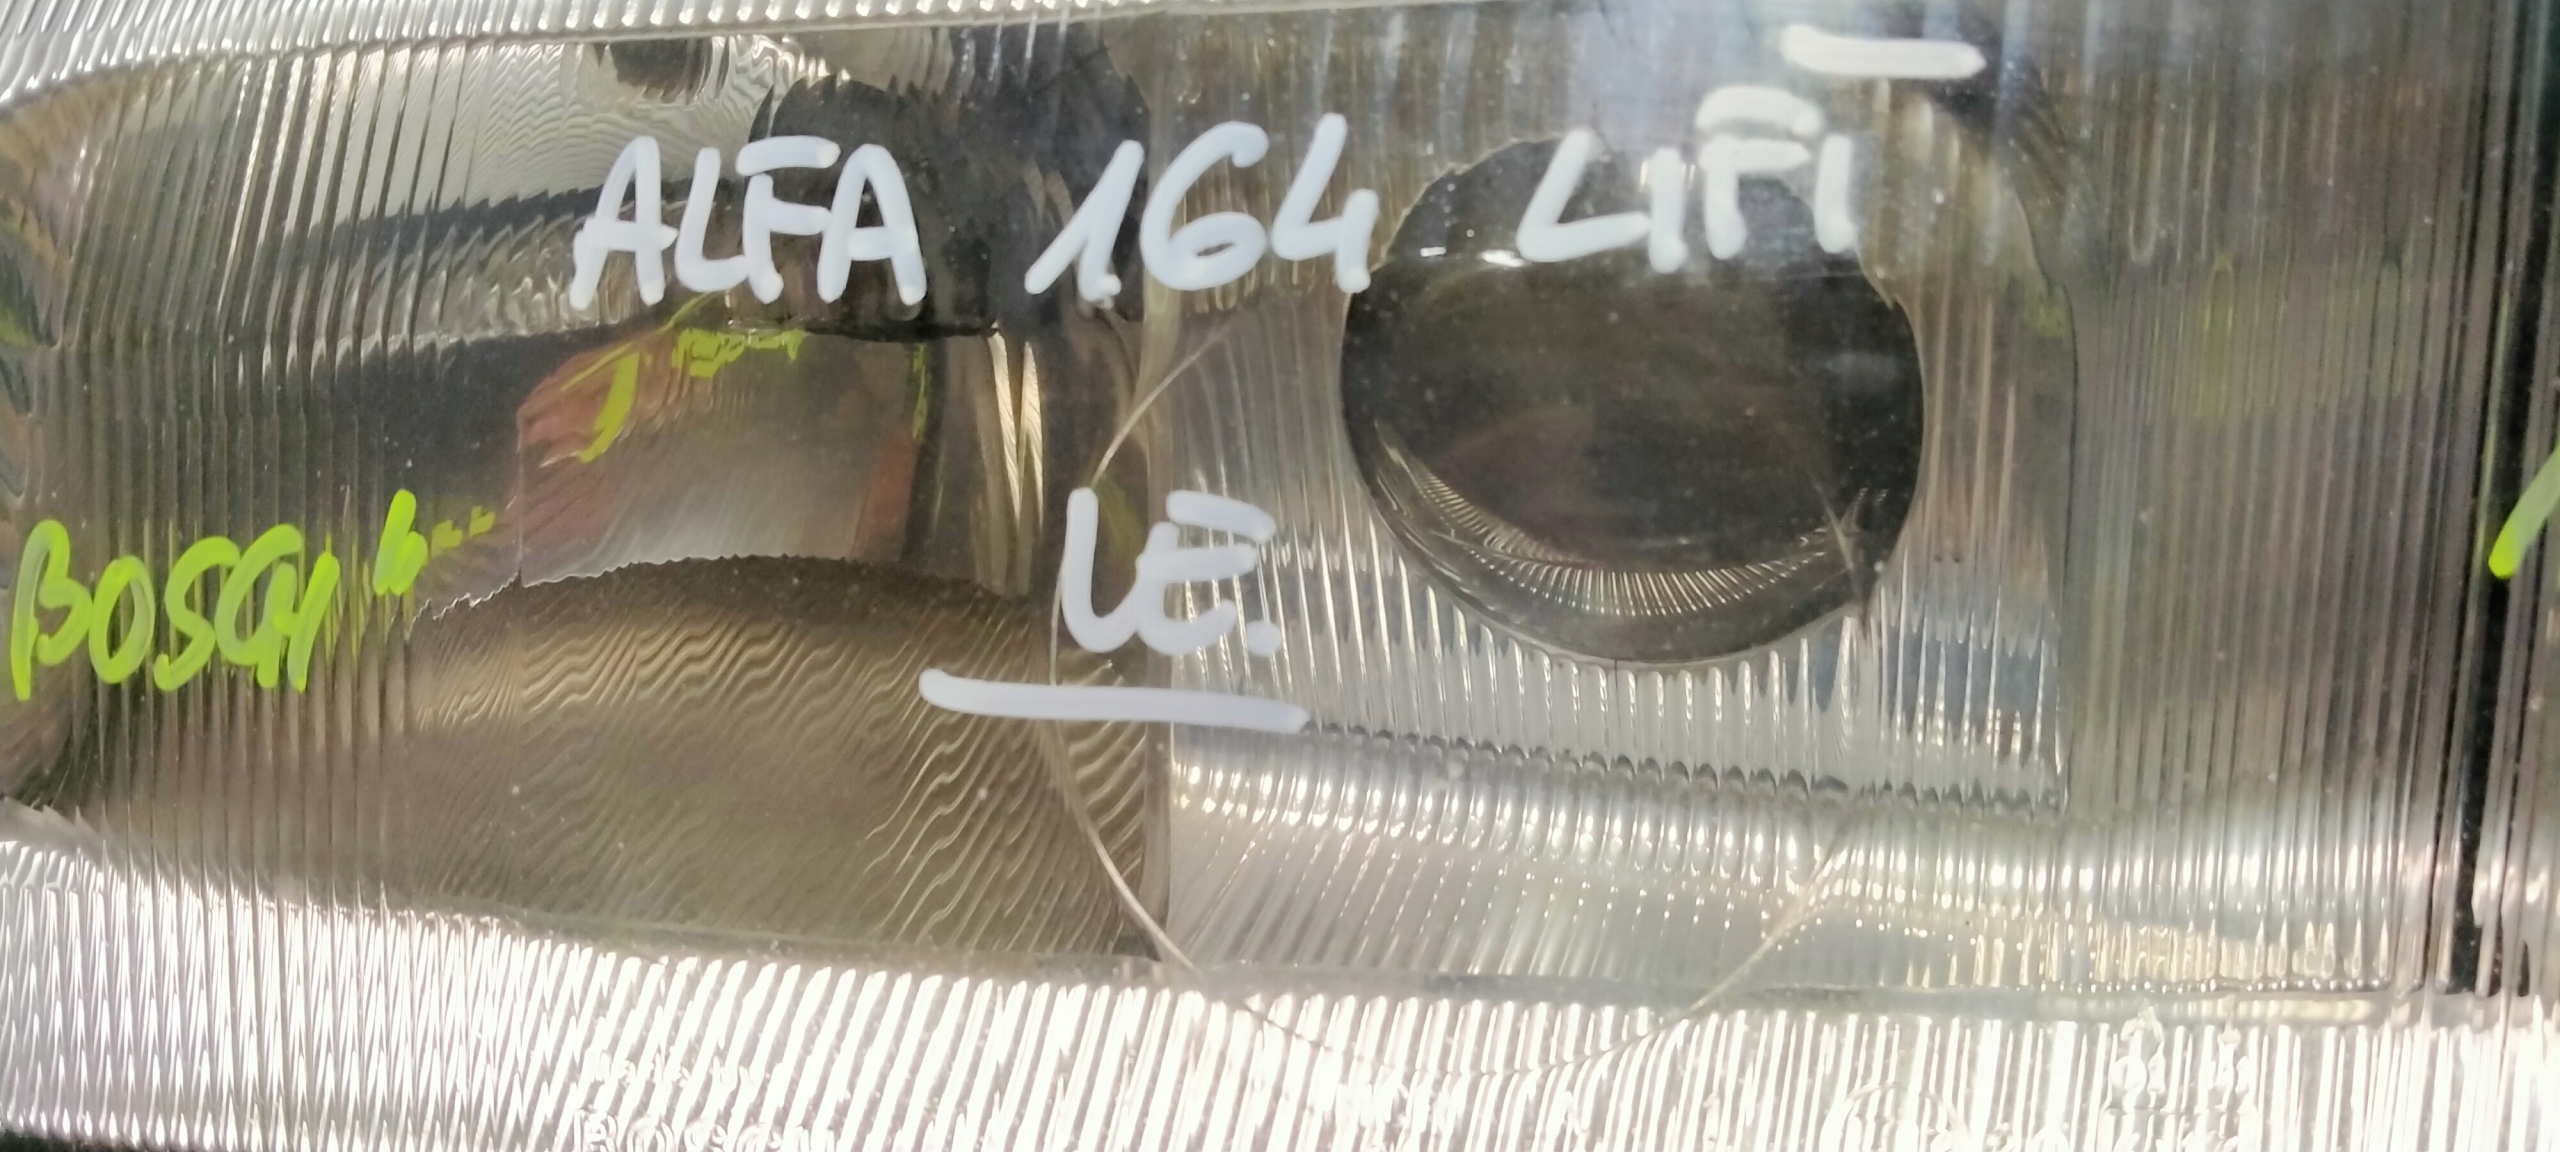 ALFA 164 LIFT
LE.
BOSCH